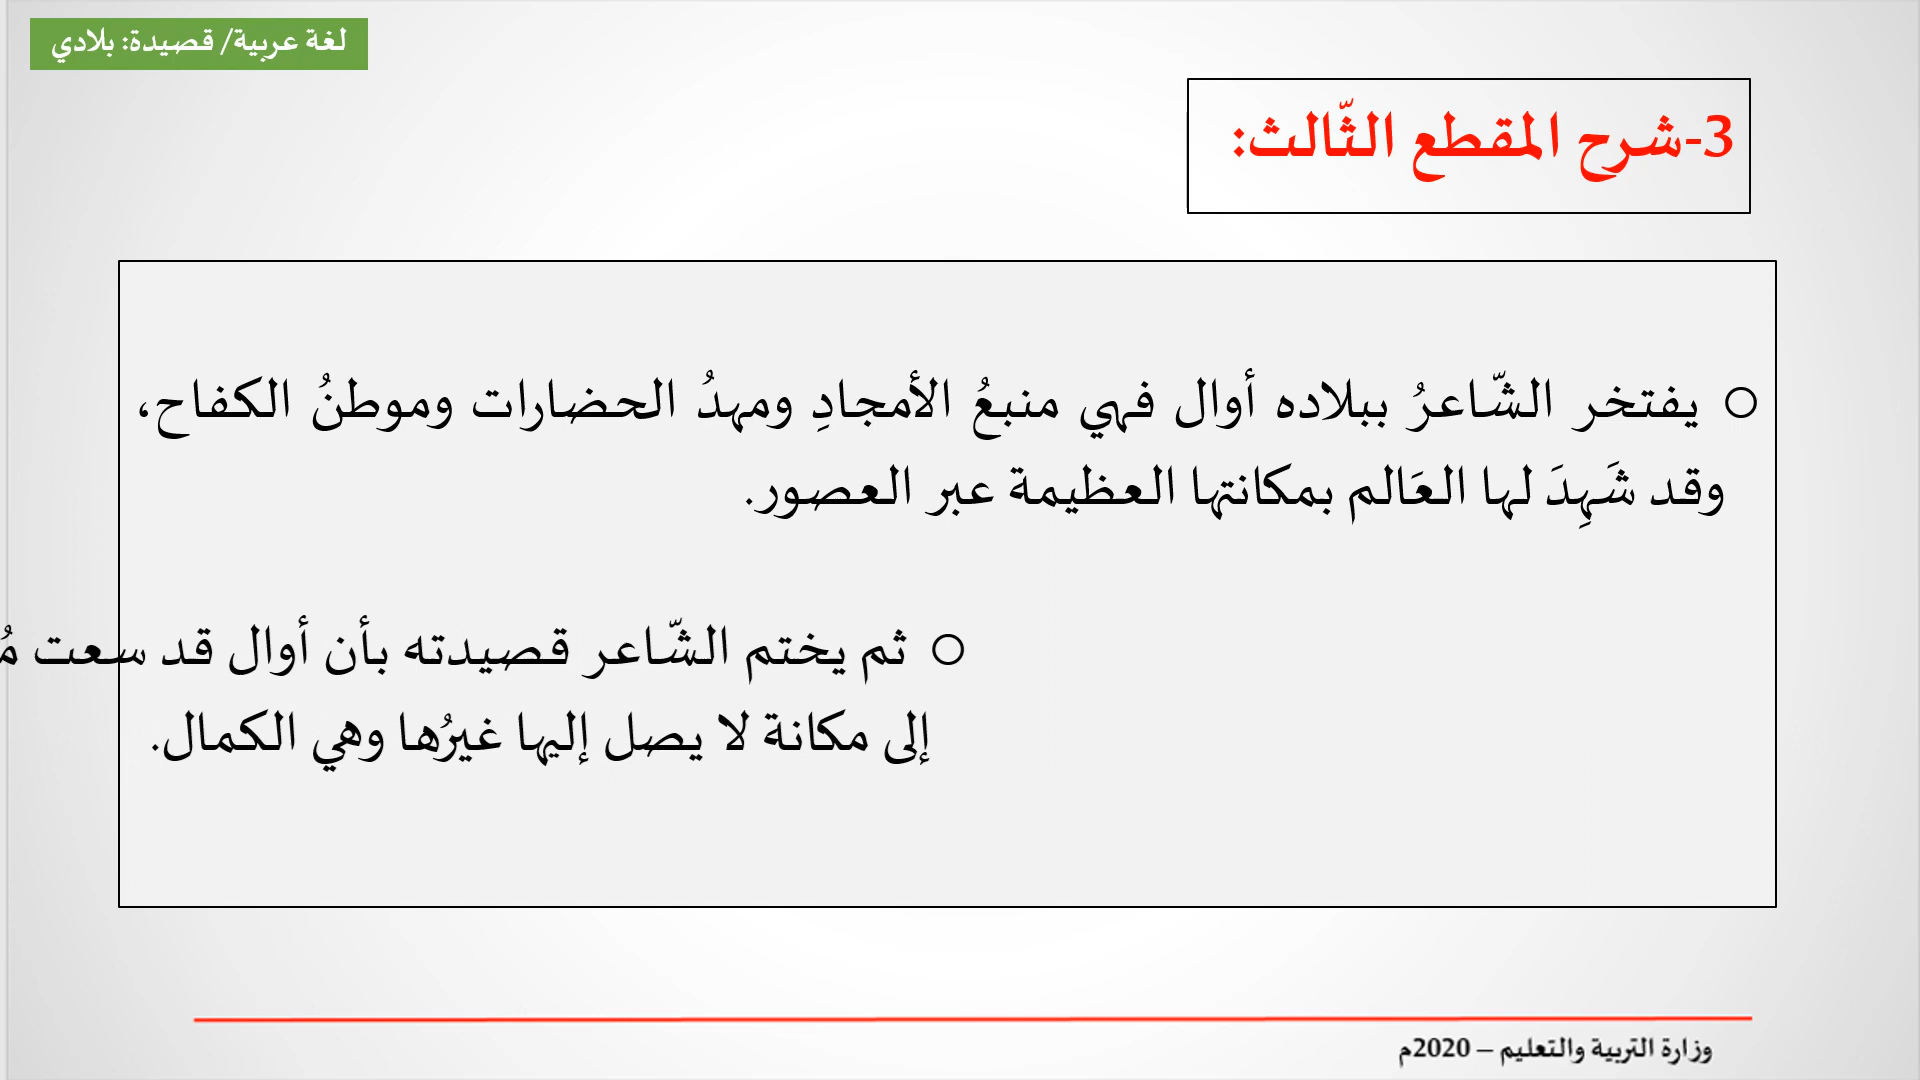 لغة عربية/ قصيدة: بلادي
3-شرح المقطع الثّالث:
○ يفتخر الشّاعرُ ببلاده أوال فهي منبعُ الأمجادِ ومهدُ الحضارات وموطنُ الكفاح،
وقد شَهِدَ لها العَالم بمكانتها العظيمة عبر العصور.
○ ثم يختم الشّاعر قصيدته بأن أوال قد سعت
إلى مكانة لا يصل إليها غيرُها وهي الكمال.
وزارة التربية والتعليم – 2020م